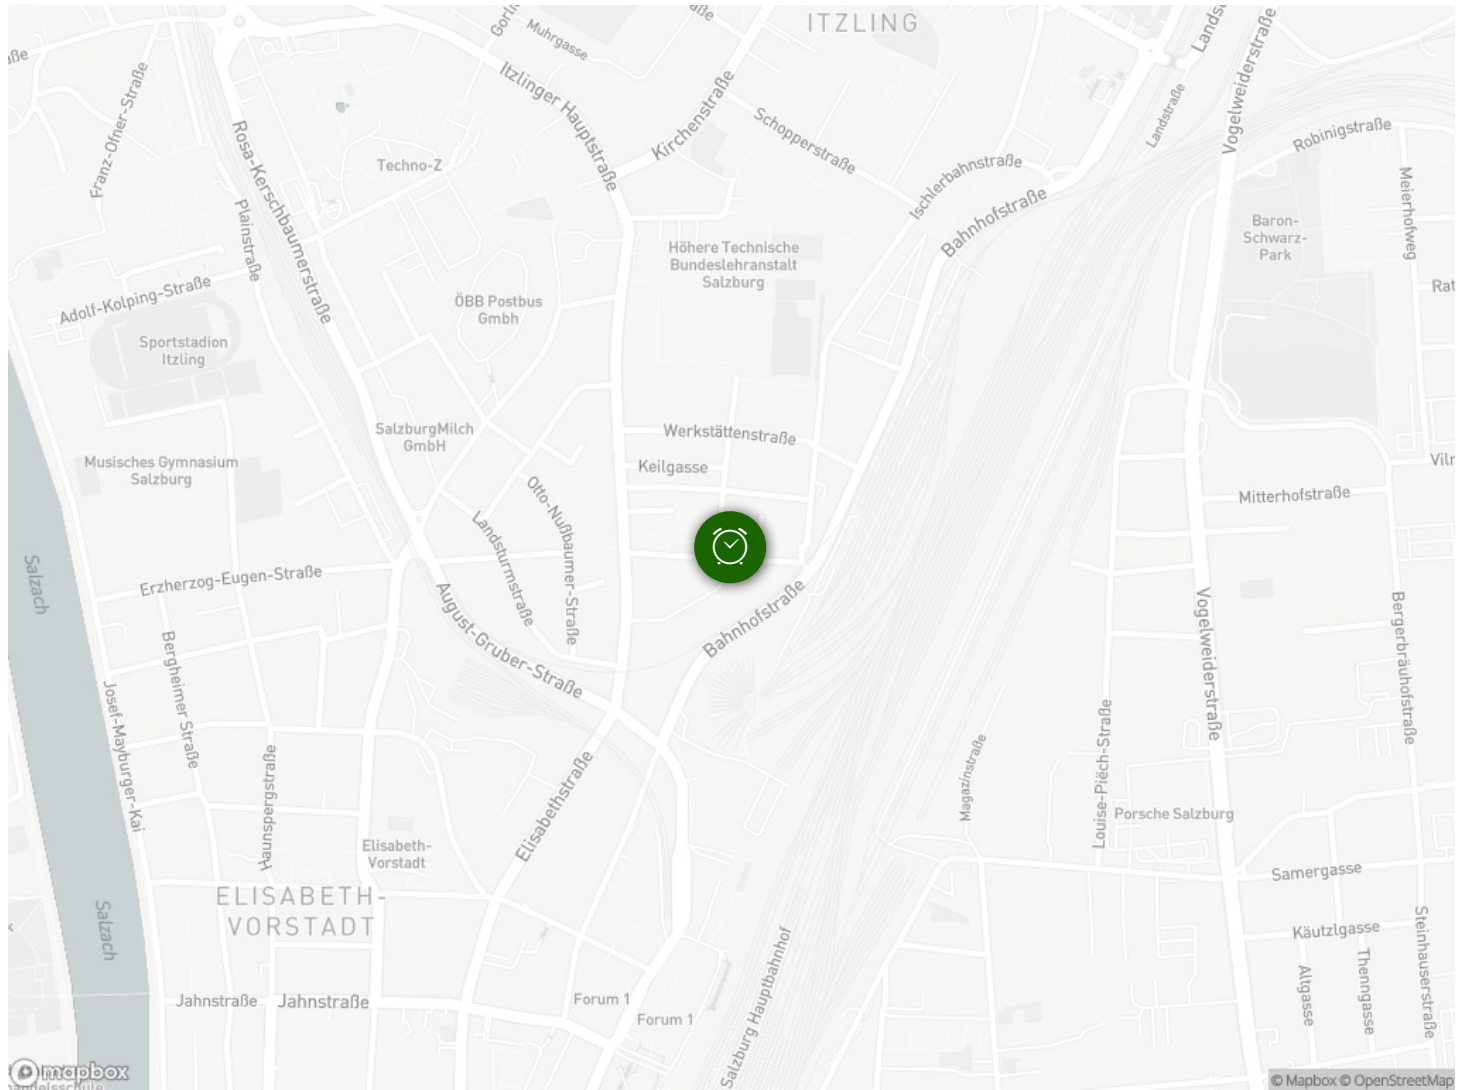 ITZLING
Muhrgasse
Itzlinger Hauptstraße
Kirchenstraße
Schopperstraße
Ischlerbahnstraße
Bahnhofstraße
Landstraße
Vogelweiderstraße
Robinigstraße
Meierhofweg
Franz-Ofner-Straße
Rosa-Kerschbaumerstraße
Techno-Z
Plainstraße
Höhere Technische
Bundeslehranstalt
Salzburg
Baron-
Schwarz-
Park
Adolf-Kolping-Straße
ÖBB Postbus
Gmbh
Sportstadion
Itzling
SalzburgMilch
GmbH
Werkstättenstraße
Keilgasse
Musisches Gymnasium
Salzburg
Otto-Nußbaumer-Straße
Landsturmstraße
Mitterhofstraße
Salzach
Erzherzog-Eugen-Straße
August-Gruber-Straße
Bahnhofstraße
Vogelweiderstraße
Bergerbräuhofstraße
Bergheimer Straße
Josef-Mayburger-Kai
Haunspergstraße
Elisabethstraße
Magazinstraße
Louise-Piëch-Straße
Porsche Salzburg
Elisabeth-
Vorstadt
ELISABETH-
VORSTADT
Samergasse
Käutzlgasse
Steinhauserstraße
Thenngasse
Altgasse
Salzach
Jahnstraße
Jahnstraße
Forum 1
Forum 1
Salzburg Hauptbahnhof
mapbox
© Mapbox © OpenStreetMap